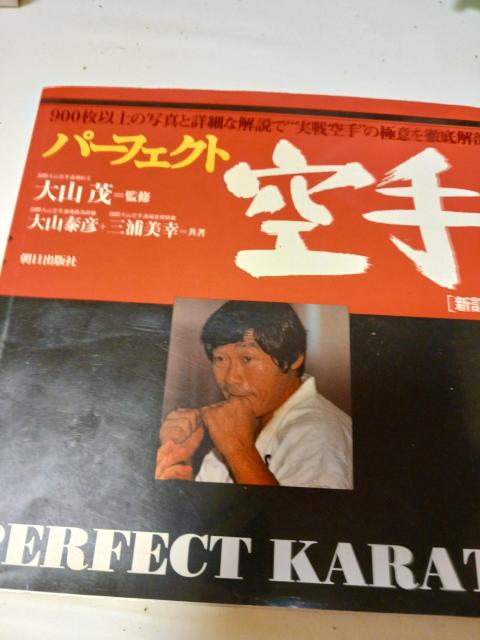 900枚以上の写真と詳細な解説で"実戦空手"の極意を徹底解
パーフェクト
空手
大山 茂=監修
大山泰彦+三浦美幸=共著
朝日出版社
[新
PERFECT KARAT